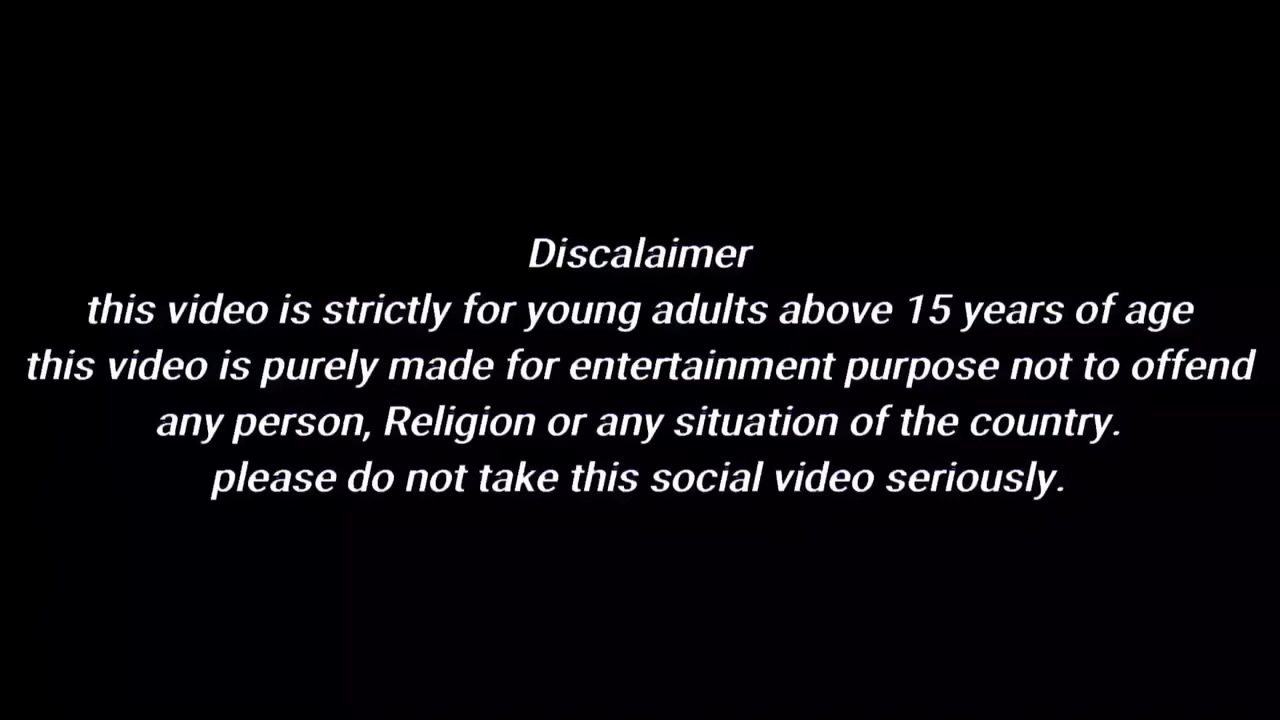 Discalaimer
this video is strictly for young adults above 15 years of age
this video is purely made for entertainment purpose not to offend
any person, Religion or any situation of the country.
please do not take this social video seriously.